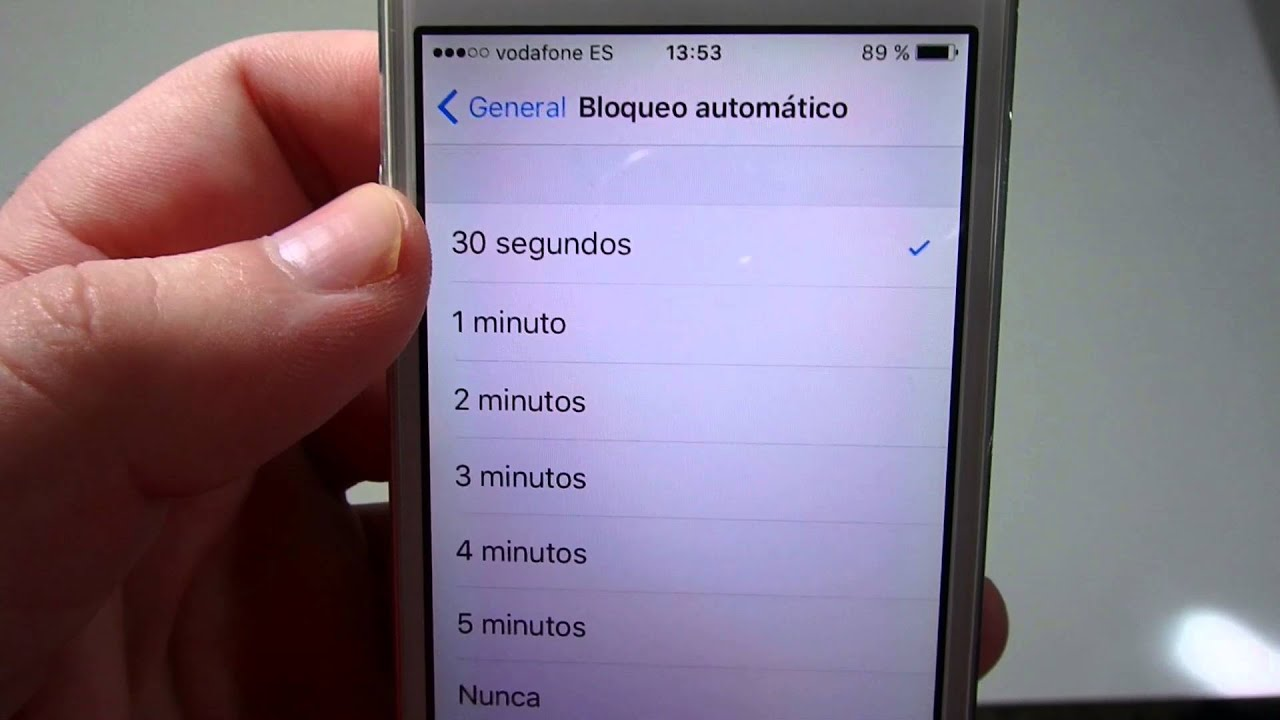 vodafone ES 13:53 89 %
General Bloqueo automático
30 segundos
1 minuto
2 minutos
3 minutos
4 minutos
5 minutos
Nunca